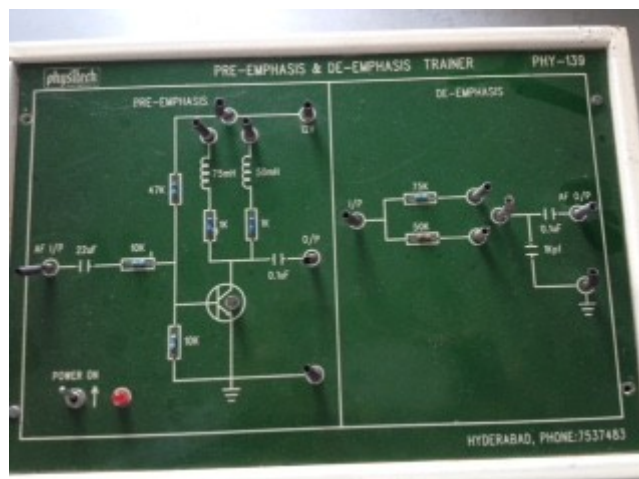 physitech
PRE-EMPHASIS & DE-EMPHASIS TRAINER
PHY-139
PRE-EMPHASIS
47K
75mH
50mH
1K
1K
AF I/P
22uF
10K
O/P
0.1uF
10K
POWER ON
DE-EMPHASIS
I/P
75K
50K
AF O/P
0.1uF
1Kpf
HYDERABAD, PHONE:7537483